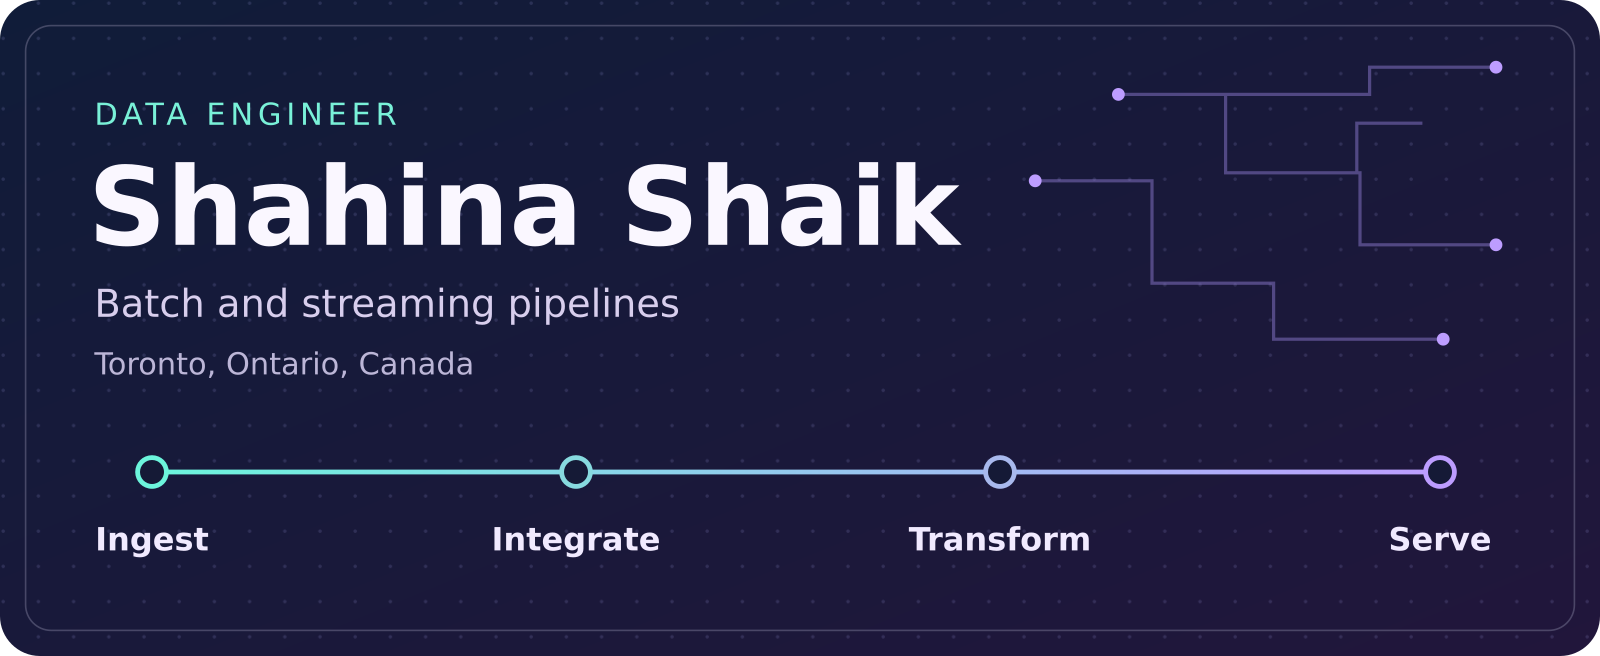 DATA ENGINEER
Shahina Shaik
Batch and streaming pipelines
Toronto, Ontario, Canada
Ingest Integrate Transform Serve